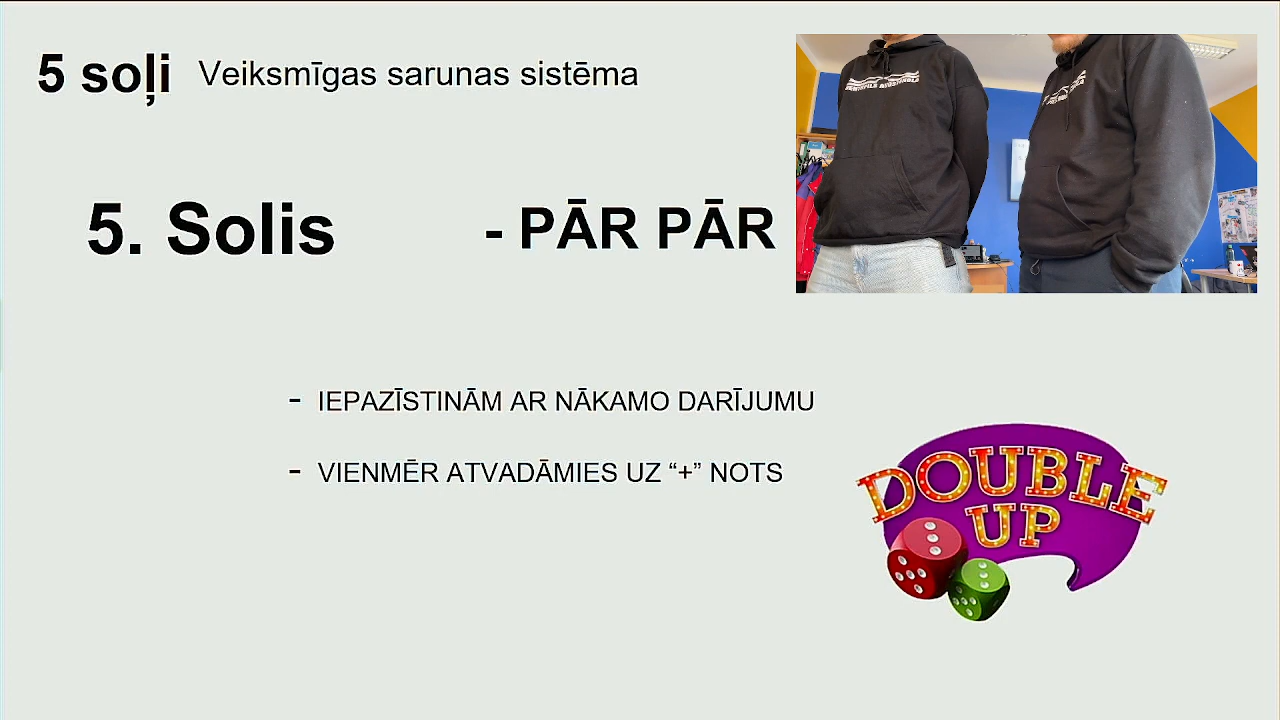 5 soļi Veiksmīgas sarunas sistēma
5. Solis - PĀR PĀR
- IEPAZĪSTINĀM AR NĀKAMO DARĪJUMU
- VIENMĒR ATVADĀMIES UZ “+” NOTS
DOUBLE
UP